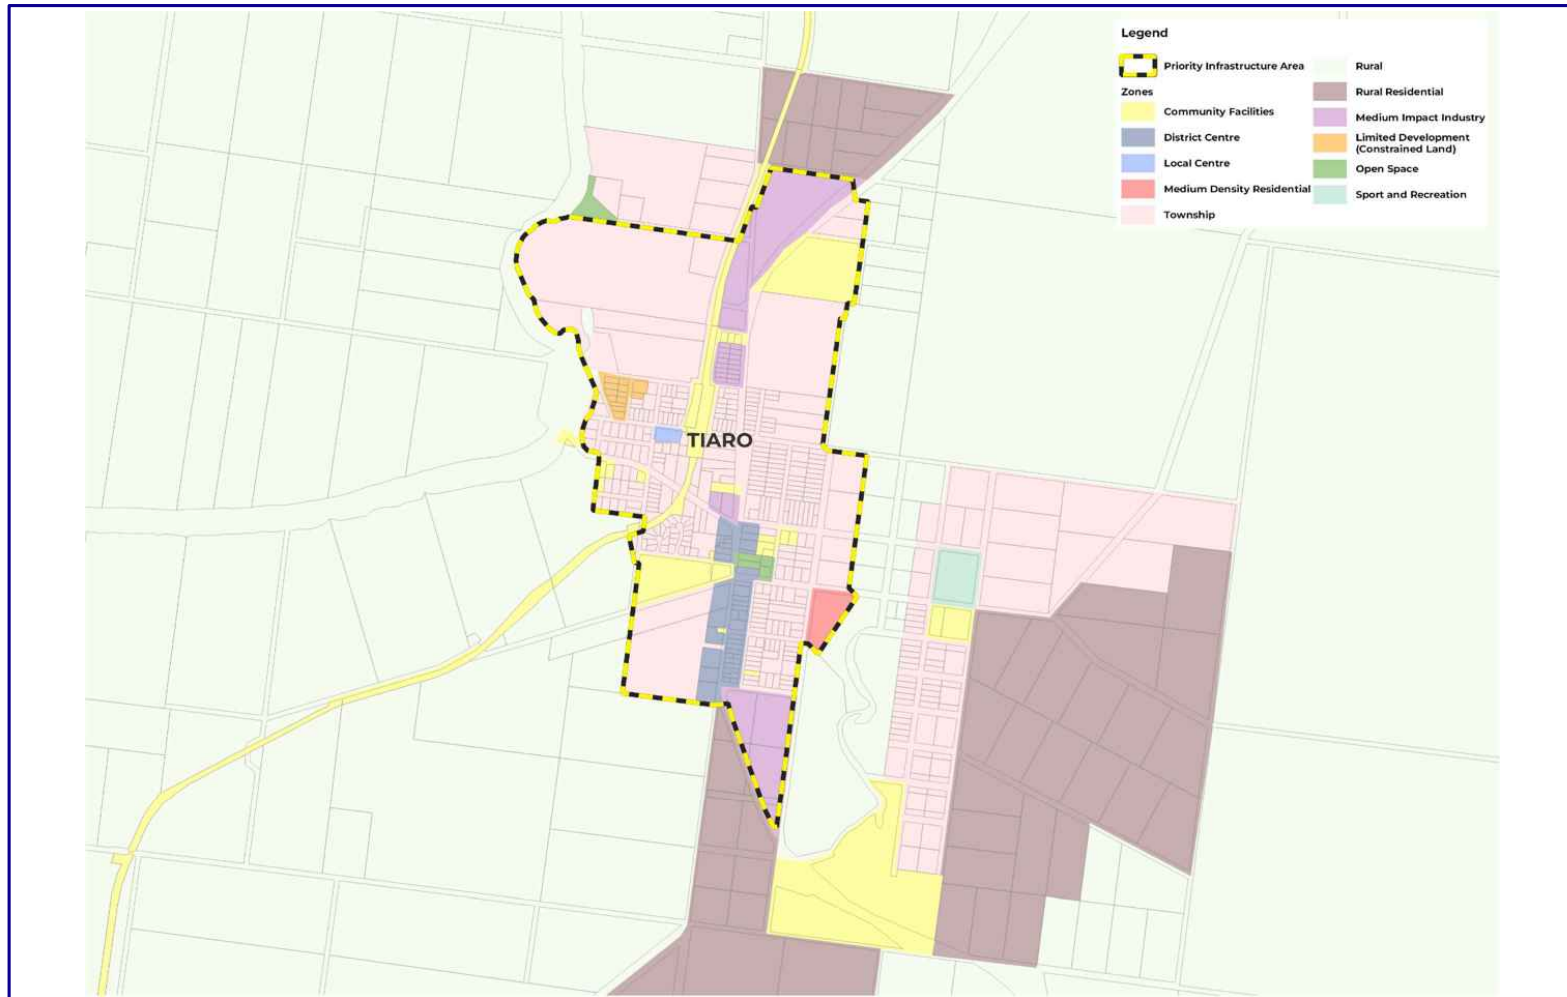 Legend
Priority Infrastructure Area
Zones
Community Facilities
District Centre
Local Centre
Medium Density Residential
Township
Rural
Rural Residential
Medium Impact Industry
Limited Development
(Constrained Land)
Open Space
Sport and Recreation
TIARO